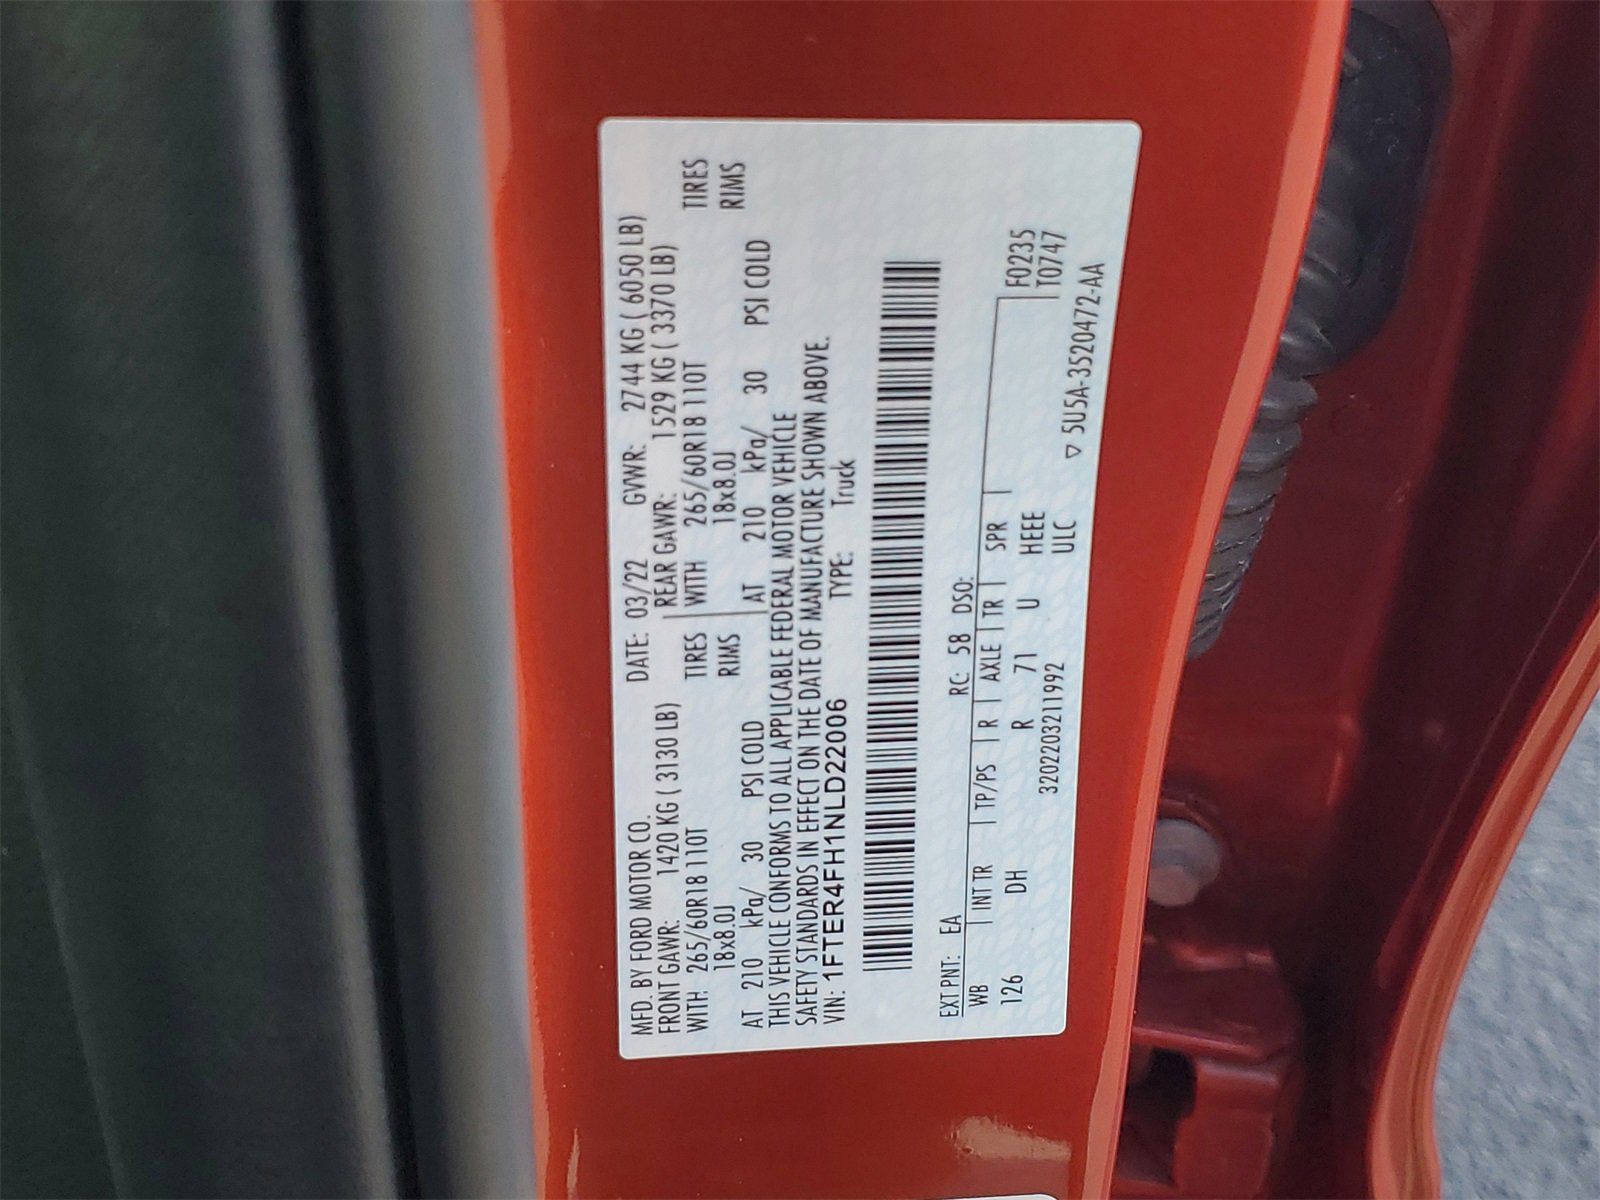 MFD. BY FORD MOTOR CO.
DATE: 03/22 GVWR: 2744 KG ( 6050 LB)
FRONT GAWR: 1420 KG ( 3130 LB) REAR GAWR: 1529 KG ( 3370 LB)
WITH 265/60R18 110T TIRES WITH 265/60R18 110T TIRES
18x8.0J RIMS 18x8.0J RIMS
AT 210 kPa/ 30 PSI COLD AT 210 kPa/ 30 PSI COLD
THIS VEHICLE CONFORMS TO ALL APPLICABLE FEDERAL MOTOR VEHICLE
SAFETY STANDARDS IN EFFECT ON THE DATE OF MANUFACTURE SHOWN ABOVE.
VIN: 1FTER4FH1NLD22006 TYPE: Truck
EXT PNT: EA RC: 58 DSO:
WB INT TR TP/PS R AXLE TR SPR
126 DH R 71 U HEEE F0235
3202203211992 ULC T0747
▽ 5U5A-3520472-AA